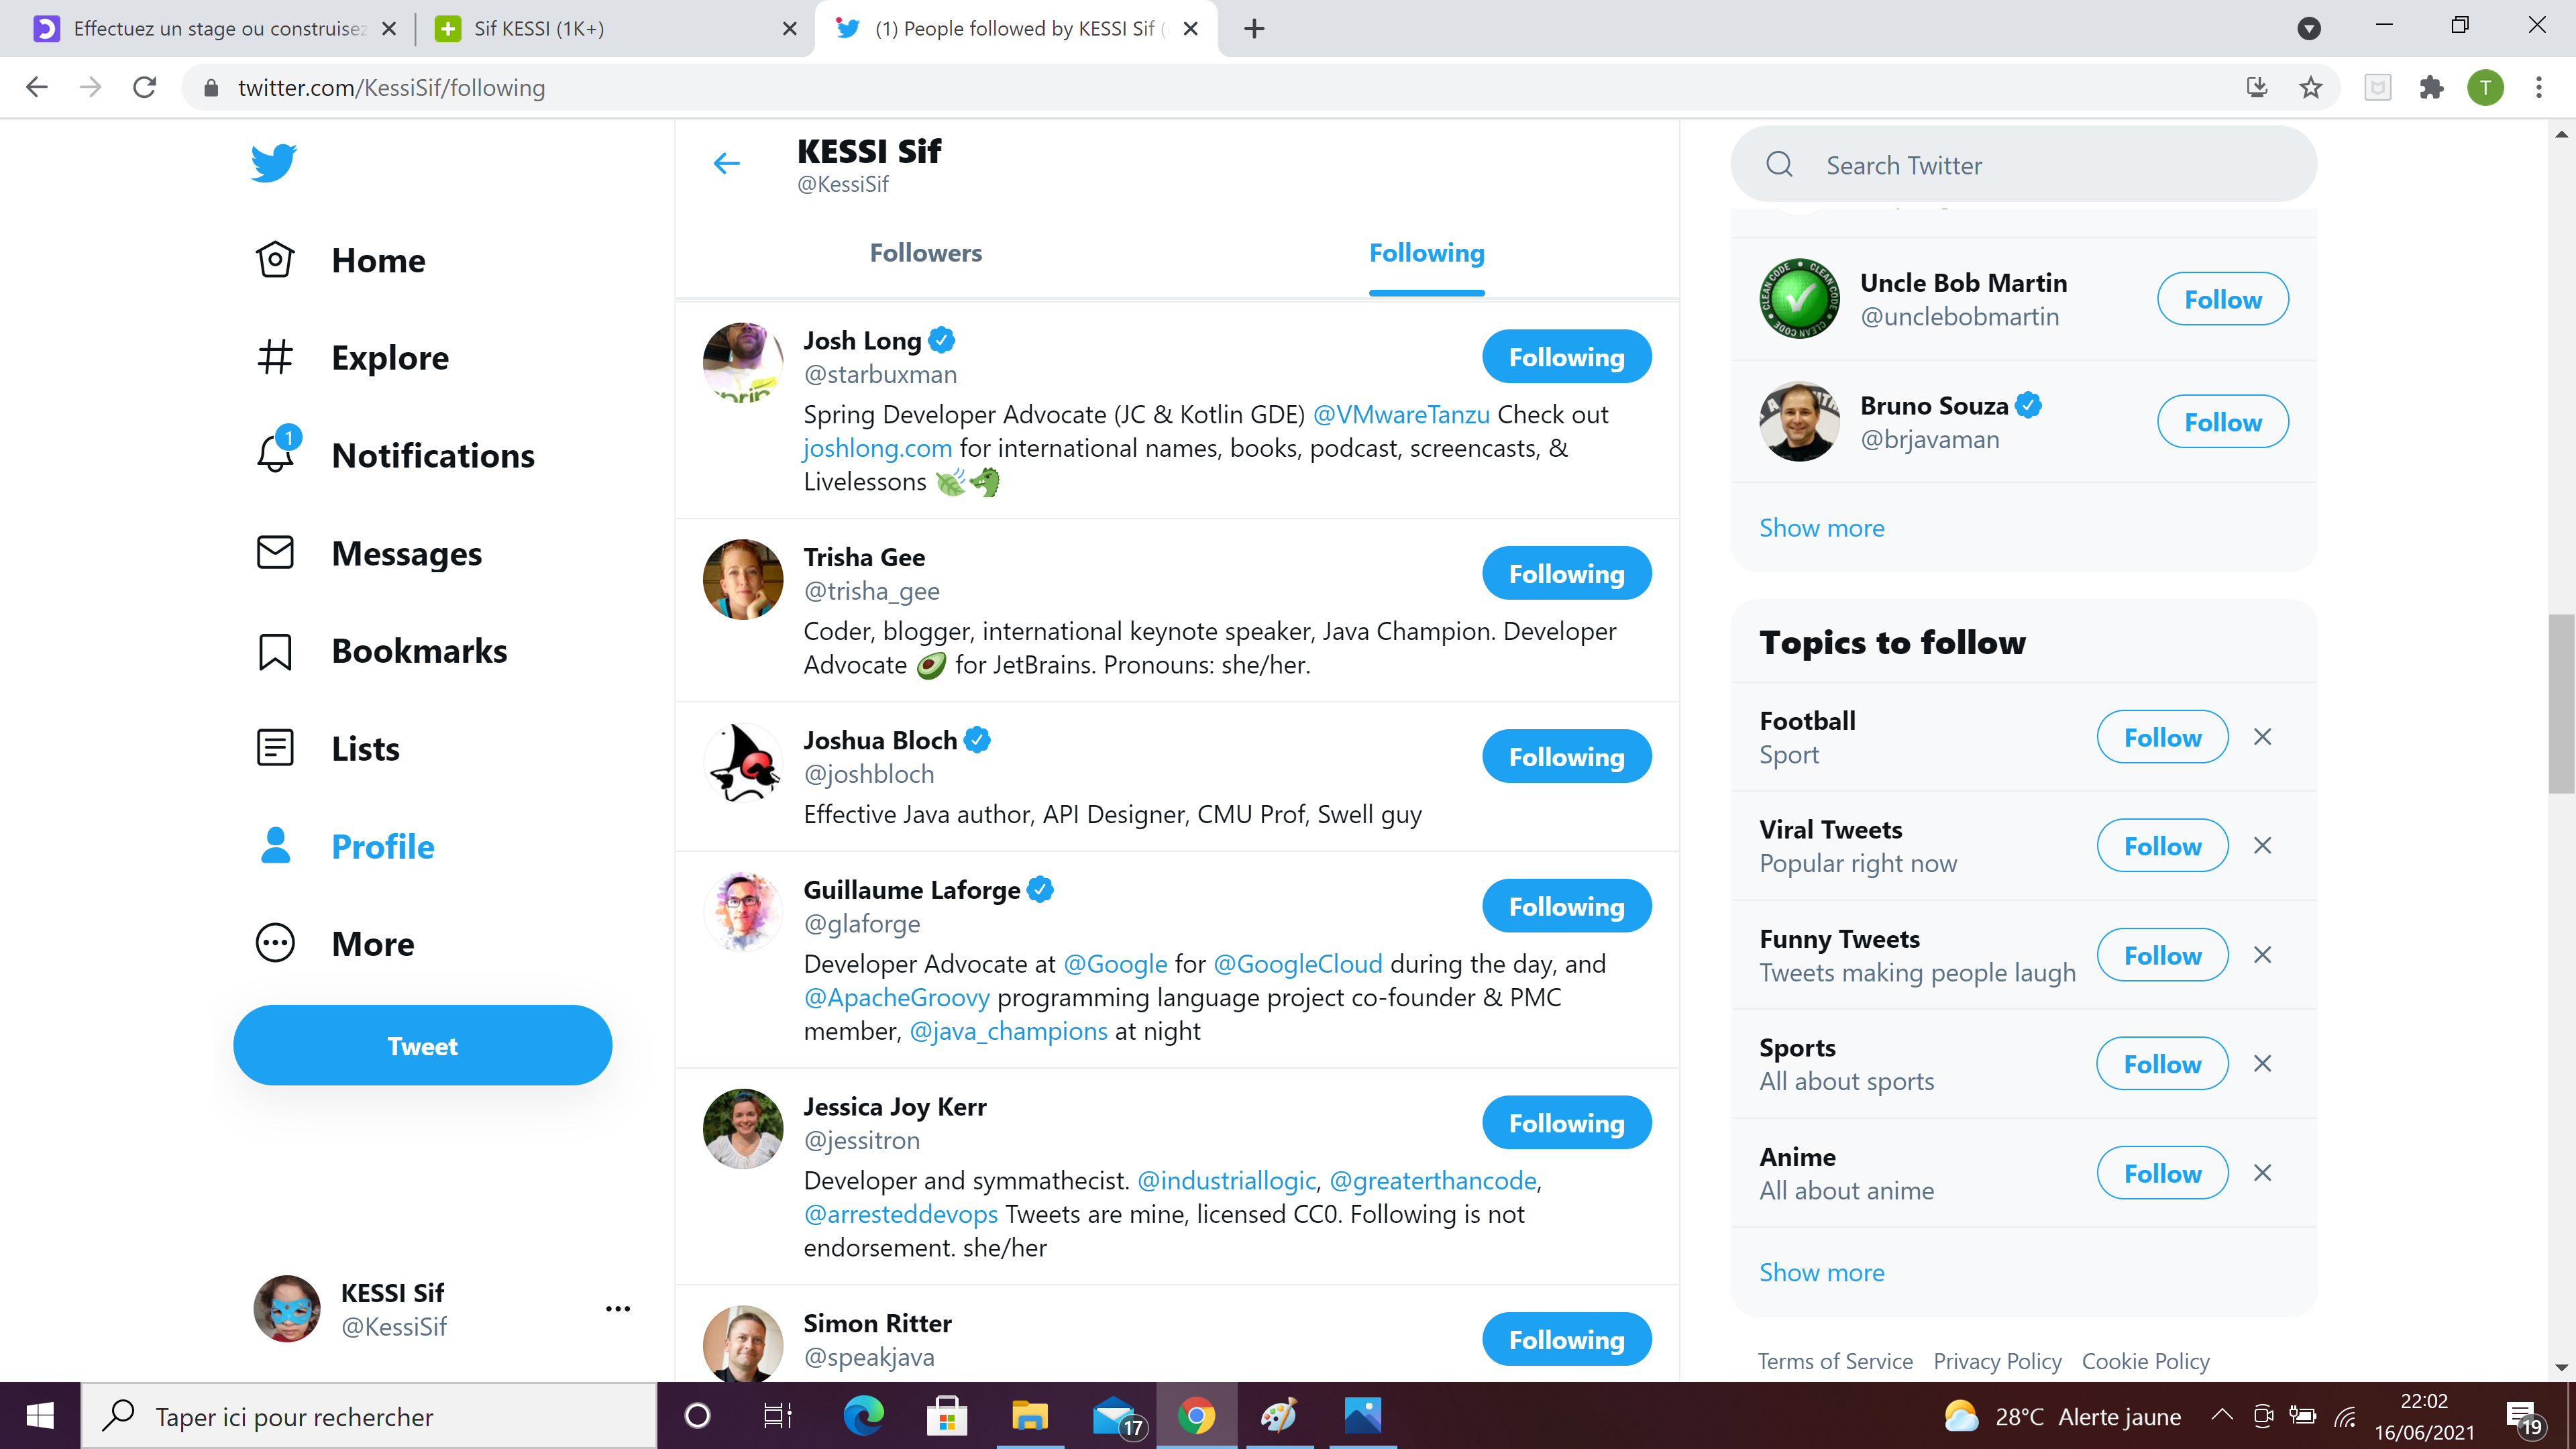 Effectuez un stage ou construisez
Sif KESSI (1K+)
(1) People followed by KESSI Sif (
twitter.com/KessiSif/following
T
Home
Explore
1
Notifications
Messages
Bookmarks
Lists
Profile
More
Tweet
KESSI Sif
@KessiSif
KESSI Sif
@KessiSif
Followers
Following
Josh Long
@starbuxman
Following
Spring Developer Advocate (JC & Kotlin GDE) @VMwareTanzu Check out
joshlong.com for international names, books, podcast, screencasts, &
Livelessons 🍃🐲
Trisha Gee
@trisha_gee
Following
Coder, blogger, international keynote speaker, Java Champion. Developer
Advocate 🥑 for JetBrains. Pronouns: she/her.
Joshua Bloch
@joshbloch
Following
Effective Java author, API Designer, CMU Prof, Swell guy
Guillaume Laforge
@glaforge
Following
Developer Advocate at @Google for @GoogleCloud during the day, and
@ApacheGroovy programming language project co-founder & PMC
member, @java_champions at night
Jessica Joy Kerr
@jessitron
Following
Developer and symmathecist. @industriallogic, @greaterthancode,
@arresteddevops Tweets are mine, licensed CC0. Following is not
endorsement. she/her
Simon Ritter
@speakjava
Following
Search Twitter
CLEAN CODE • CLEAN CODE • CLEAN CODE
Uncle Bob Martin
@unclebobmartin
Follow
Bruno Souza
@brjavaman
Follow
Show more
Topics to follow
Football
Sport
Follow
Viral Tweets
Popular right now
Follow
Funny Tweets
Tweets making people laugh
Follow
Sports
All about sports
Follow
Anime
All about anime
Follow
Show more
Terms of Service Privacy Policy Cookie Policy
Taper ici pour rechercher
17
28°C Alerte jaune
22:02
16/06/2021
19